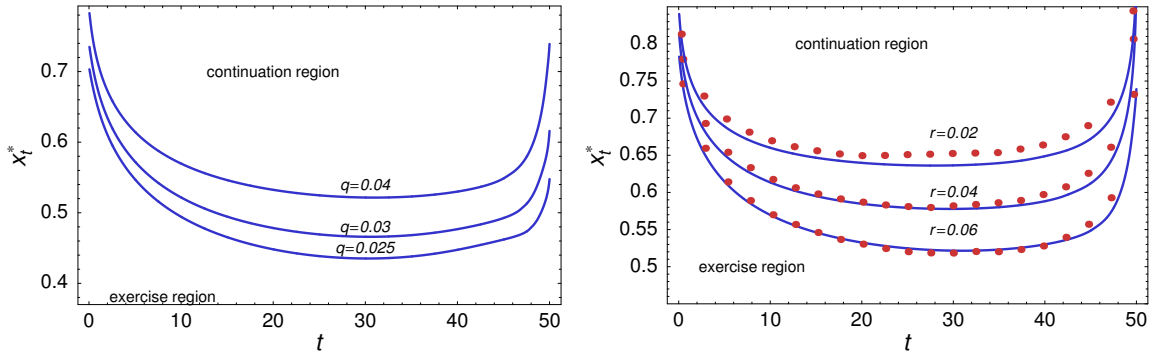 0.7
0.6
0.5
0.4
x*t
continuation region
q=0.04
q=0.03
q=0.025
exercise region
0 10 20 30 40 50
t
0.8
0.75
0.7
0.65
0.6
0.55
0.5
x*t
continuation region
r=0.02
r=0.04
r=0.06
exercise region
0 10 20 30 40 50
t